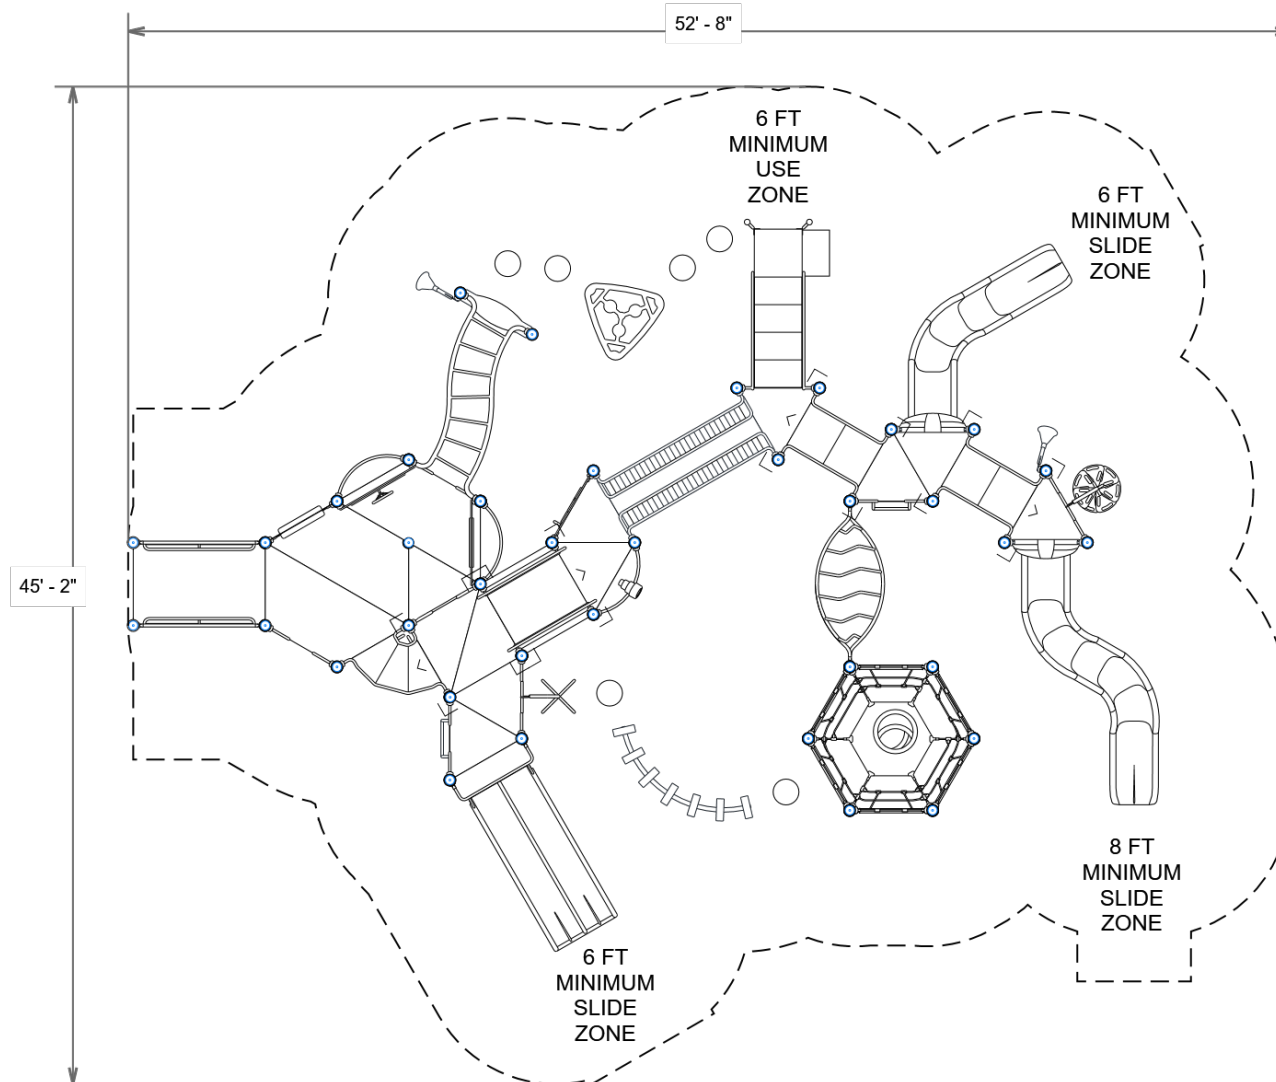 52' - 8"
6 FT
MINIMUM
USE
ZONE
6 FT
MINIMUM
SLIDE
ZONE
45' - 2"
8 FT
MINIMUM
SLIDE
ZONE
6 FT
MINIMUM
SLIDE
ZONE